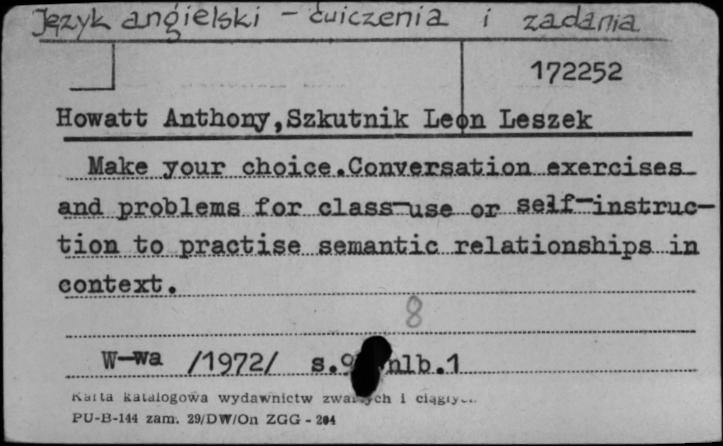 Język angielski - ćwiczenia i zadania
172252
Howatt Anthony,Szkutnik Leon Leszek
Make your choice.Conversation exercises
and problems for class-use or self-instruc-
tion to practise semantic relationships in
context.
8
W-wa /1972/ nlb.1
Karta katalogowa wydawnictw zwartych i ciągłych
PU-B-144 zam. 29/DW/On ZGG - 204